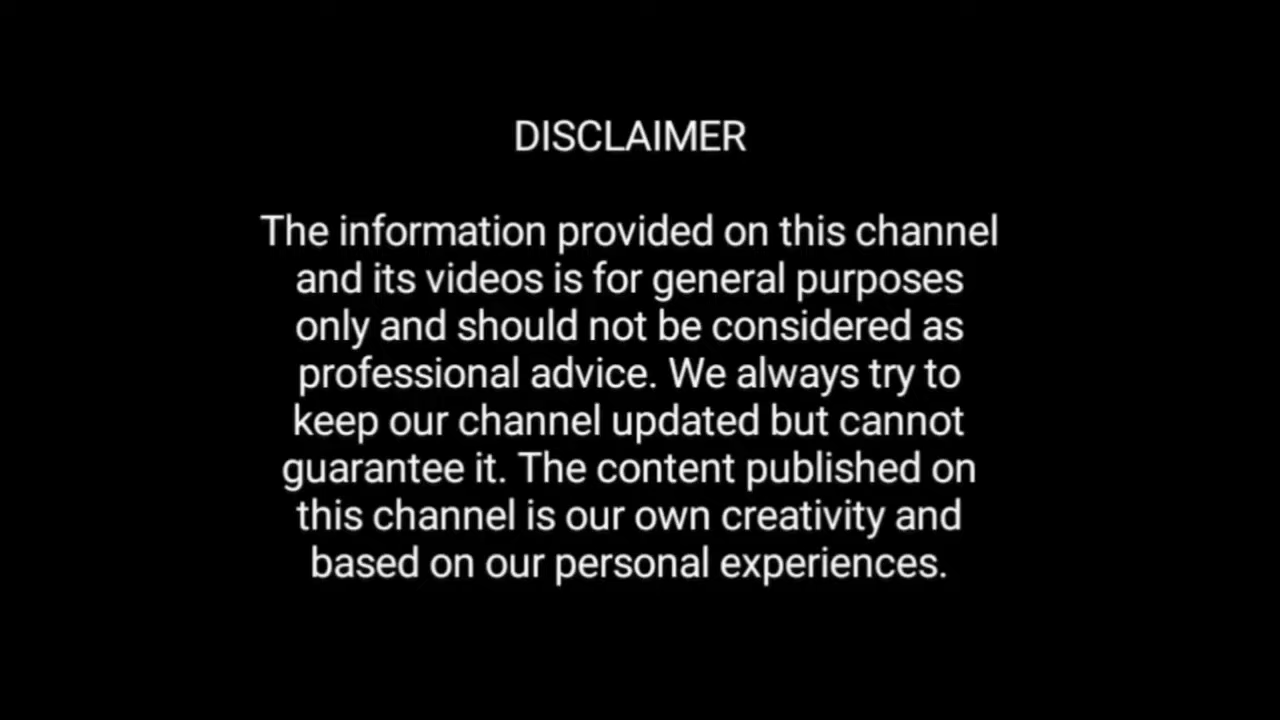 DISCLAIMER
The information provided on this channel
and its videos is for general purposes
only and should not be considered as
professional advice. We always try to
keep our channel updated but cannot
guarantee it. The content published on
this channel is our own creativity and
based on our personal experiences.